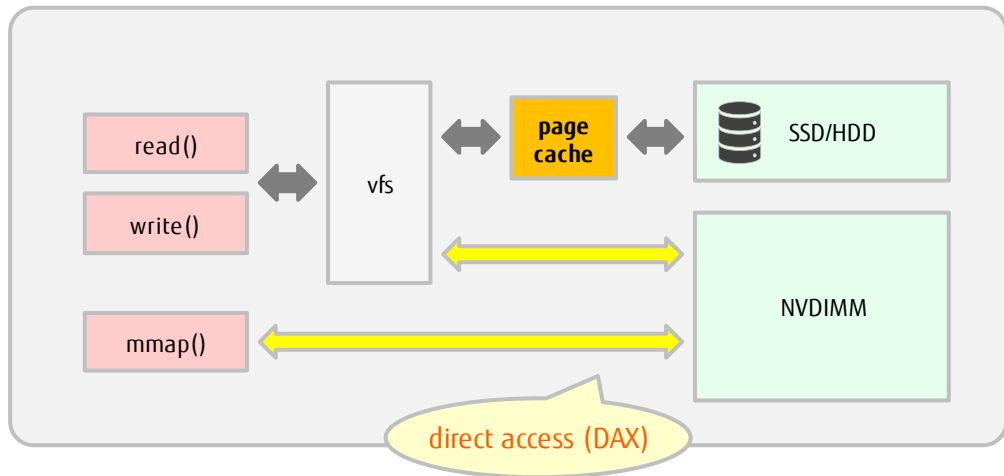 read()
write()
mmap()
vfs
page
cache
SSD/HDD
NVDIMM
direct access (DAX)